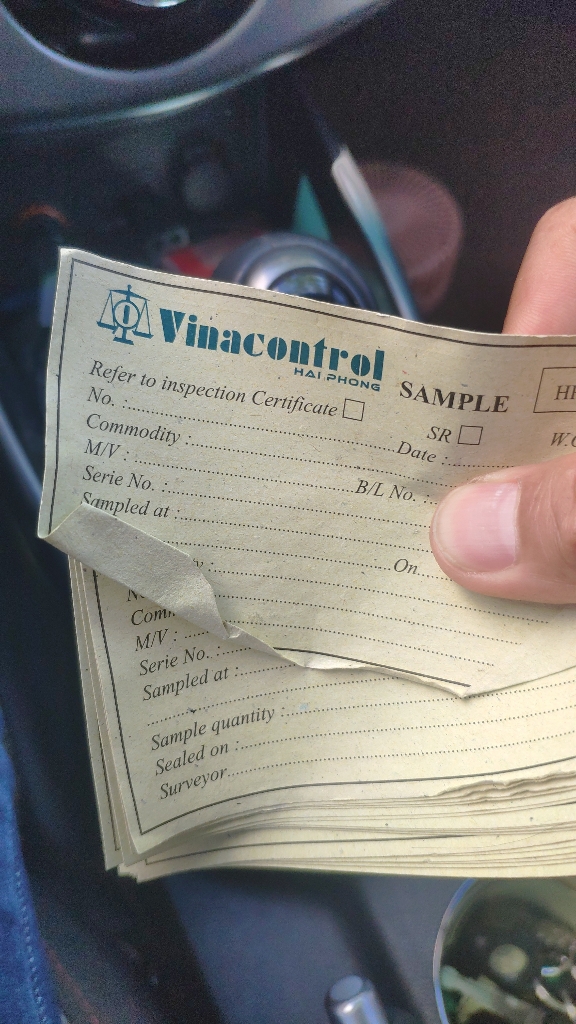 Vinacontrol
HAI PHONG
SAMPLE
Refer to inspection Certificate
SR
No. :
Date :
Commodity :
M/V :
B/L No. :
Serie No. :
Sampled at :
On
M/V :
Serie No. :
Sampled at :
Sample quantity :
Sealed on :
Surveyor